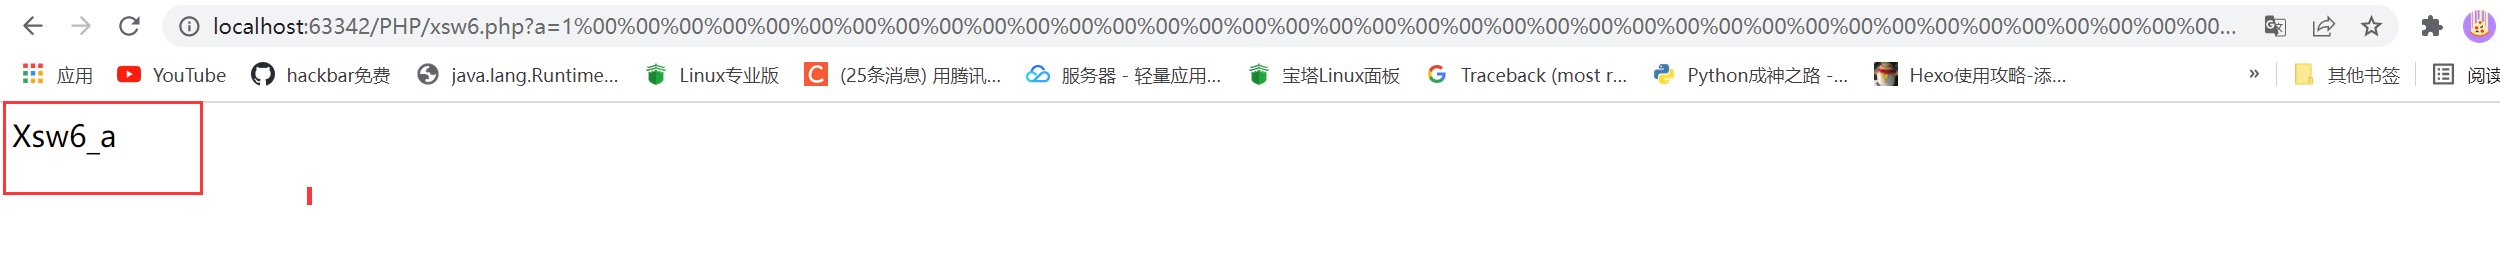 localhost:63342/PHP/xsw6.php?a=1%00%00%00%00%00%00%00%00%00%00%00%00%00%00%00%00%00%00%00%00%00%00%00%00%00%00%00%00%00%00%00%00%00%00%00%00%00%00%00%00%00%00%00%00%00...
应用 YouTube hackbar免费 java.lang.Runtime... Linux专业版 (25条消息) 用腾讯... 服务器 - 轻量应用... 宝塔Linux面板 Traceback (most r... Python成神之路 -... Hexo使用攻略-添... » 其他书签 阅读
Xsw6_a